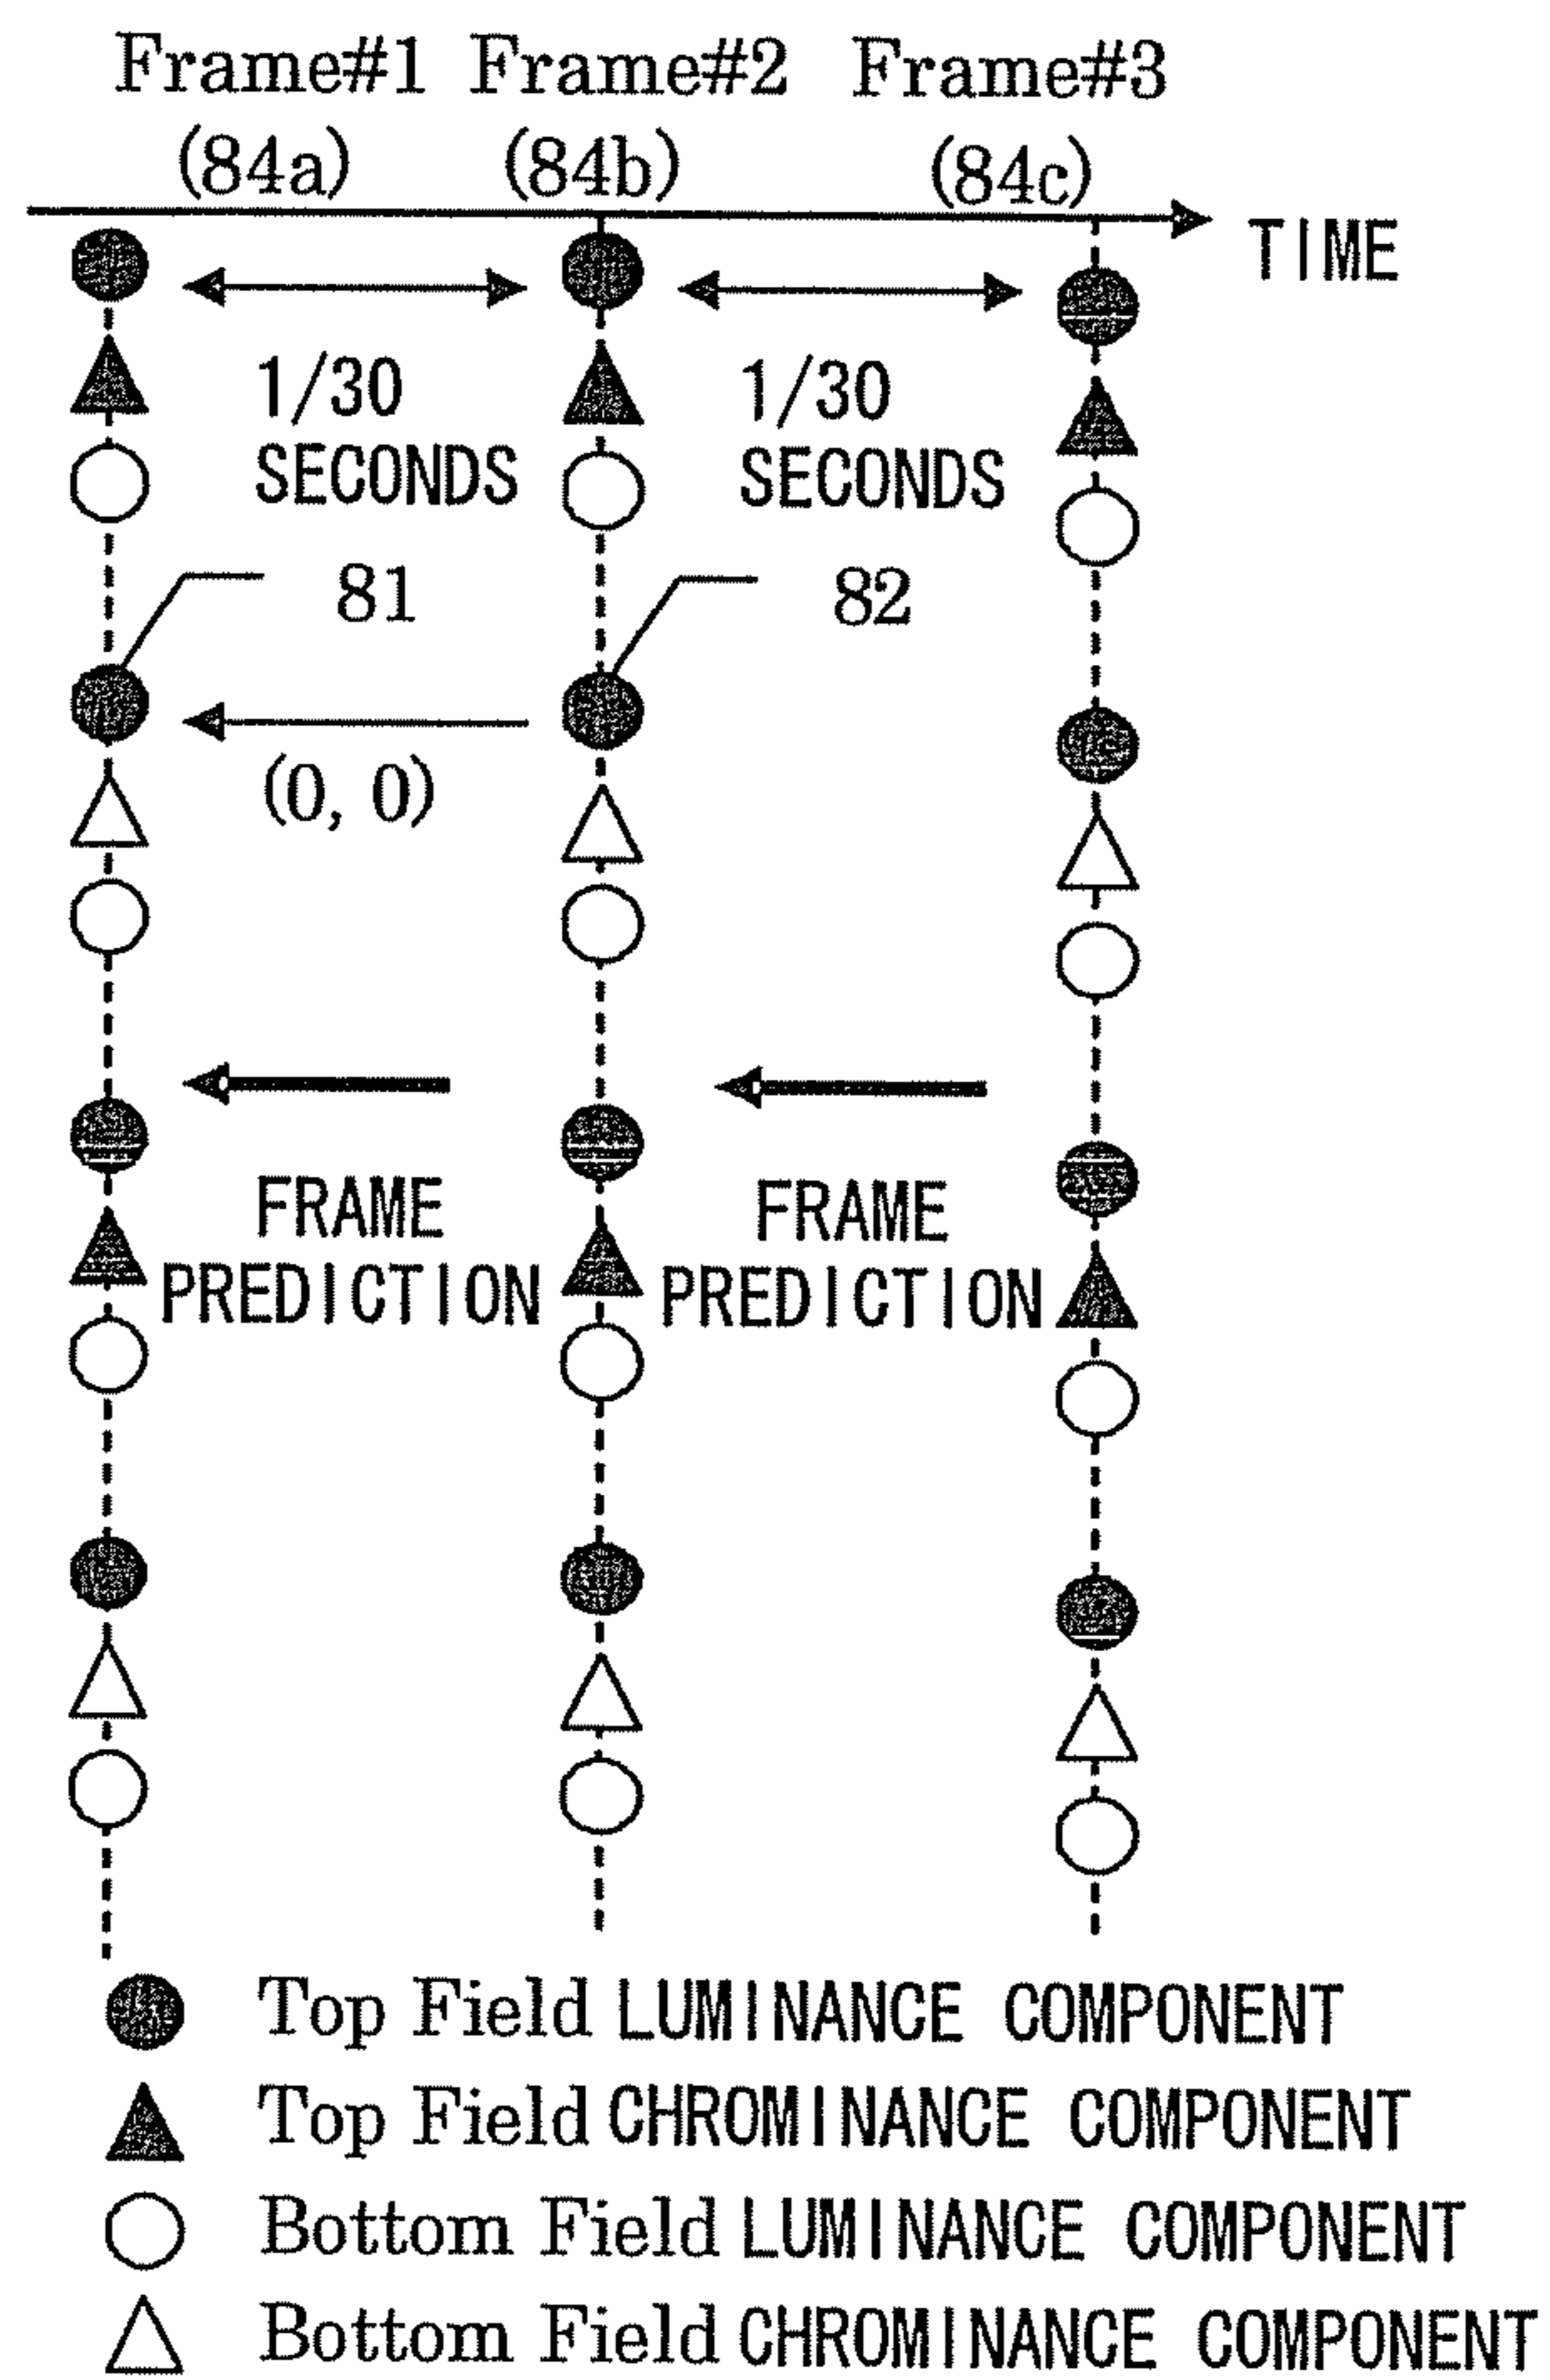 Frame#1 Frame#2 Frame#3
(84a) (84b) (84c)
TIME
1/30 1/30
SECONDS SECONDS
81 82
(0, 0)
FRAME FRAME
PREDICTION PREDICTION
Top Field LUMINANCE COMPONENT
Top Field CHROMINANCE COMPONENT
Bottom Field LUMINANCE COMPONENT
Bottom Field CHROMINANCE COMPONENT